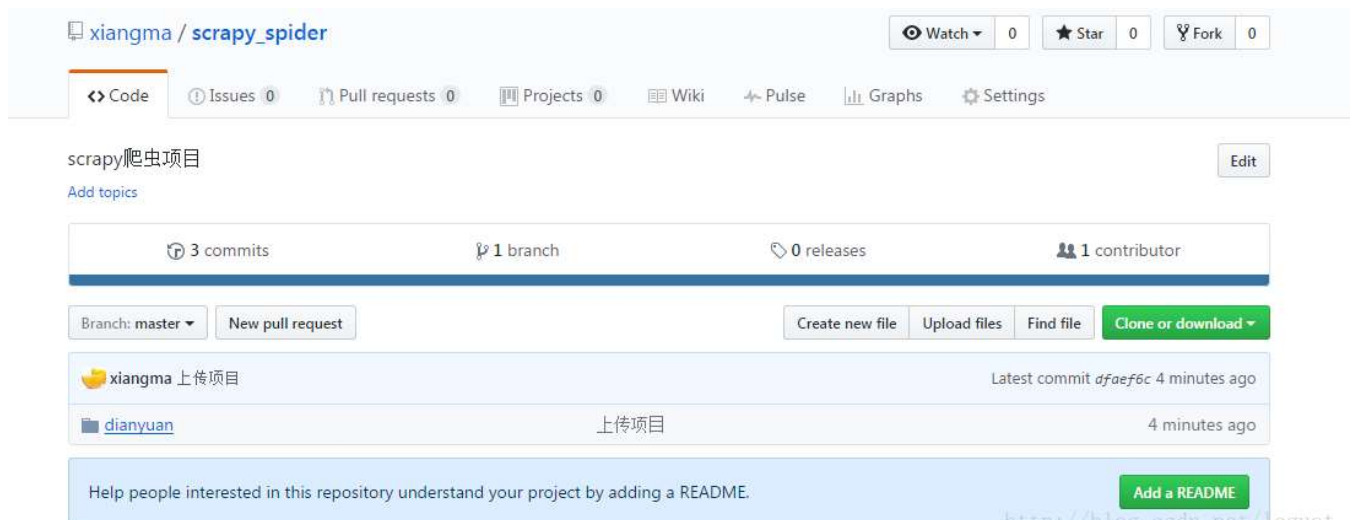 xiangma / scrapy_spider Watch 0 Star 0 Fork 0
Code Issues 0 Pull requests 0 Projects 0 Wiki Pulse Graphs Settings
scrapy爬虫项目 Edit
Add topics
3 commits 1 branch 0 releases 1 contributor
Branch: master New pull request Create new file Upload files Find file Clone or download
xiangma 上传项目 Latest commit dfaef6c 4 minutes ago
dianyuan 上传项目 4 minutes ago
Help people interested in this repository understand your project by adding a README. Add a README